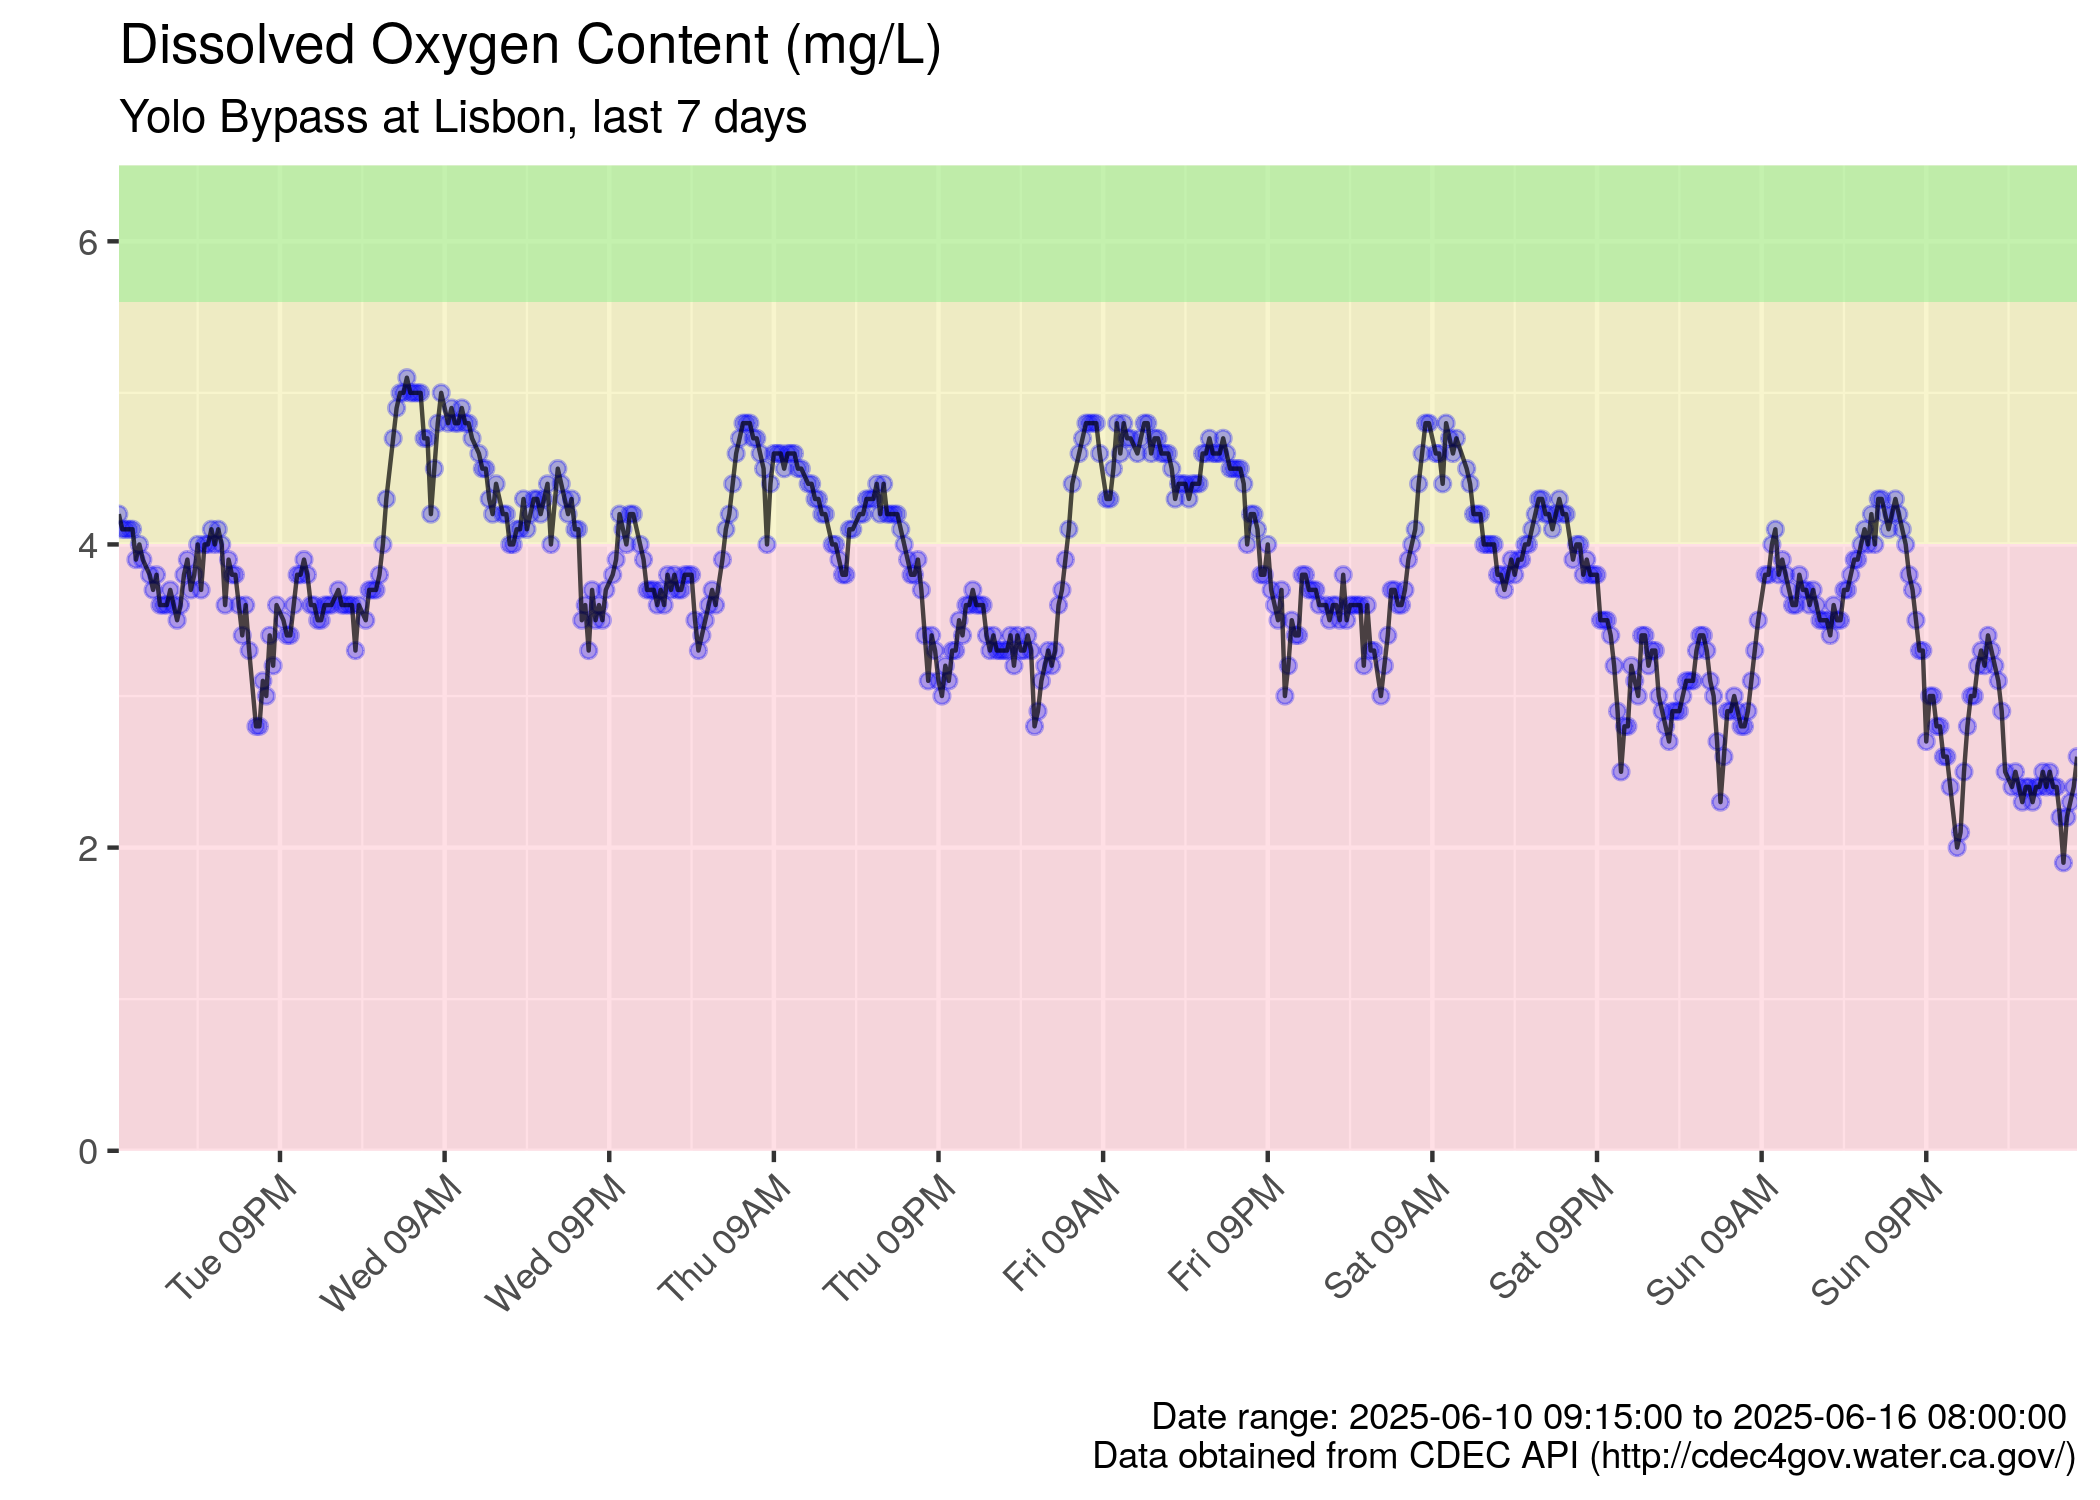 Dissolved Oxygen Content (mg/L)
Yolo Bypass at Lisbon, last 7 days
6
4
2
0
Tue 09PM
Wed 09AM
Wed 09PM
Thu 09AM
Thu 09PM
Fri 09AM
Fri 09PM
Sat 09AM
Sat 09PM
Sun 09AM
Sun 09PM
Date range: 2025-06-10 09:15:00 to 2025-06-16 08:00:00
Data obtained from CDEC API (http://cdec4gov.water.ca.gov/)